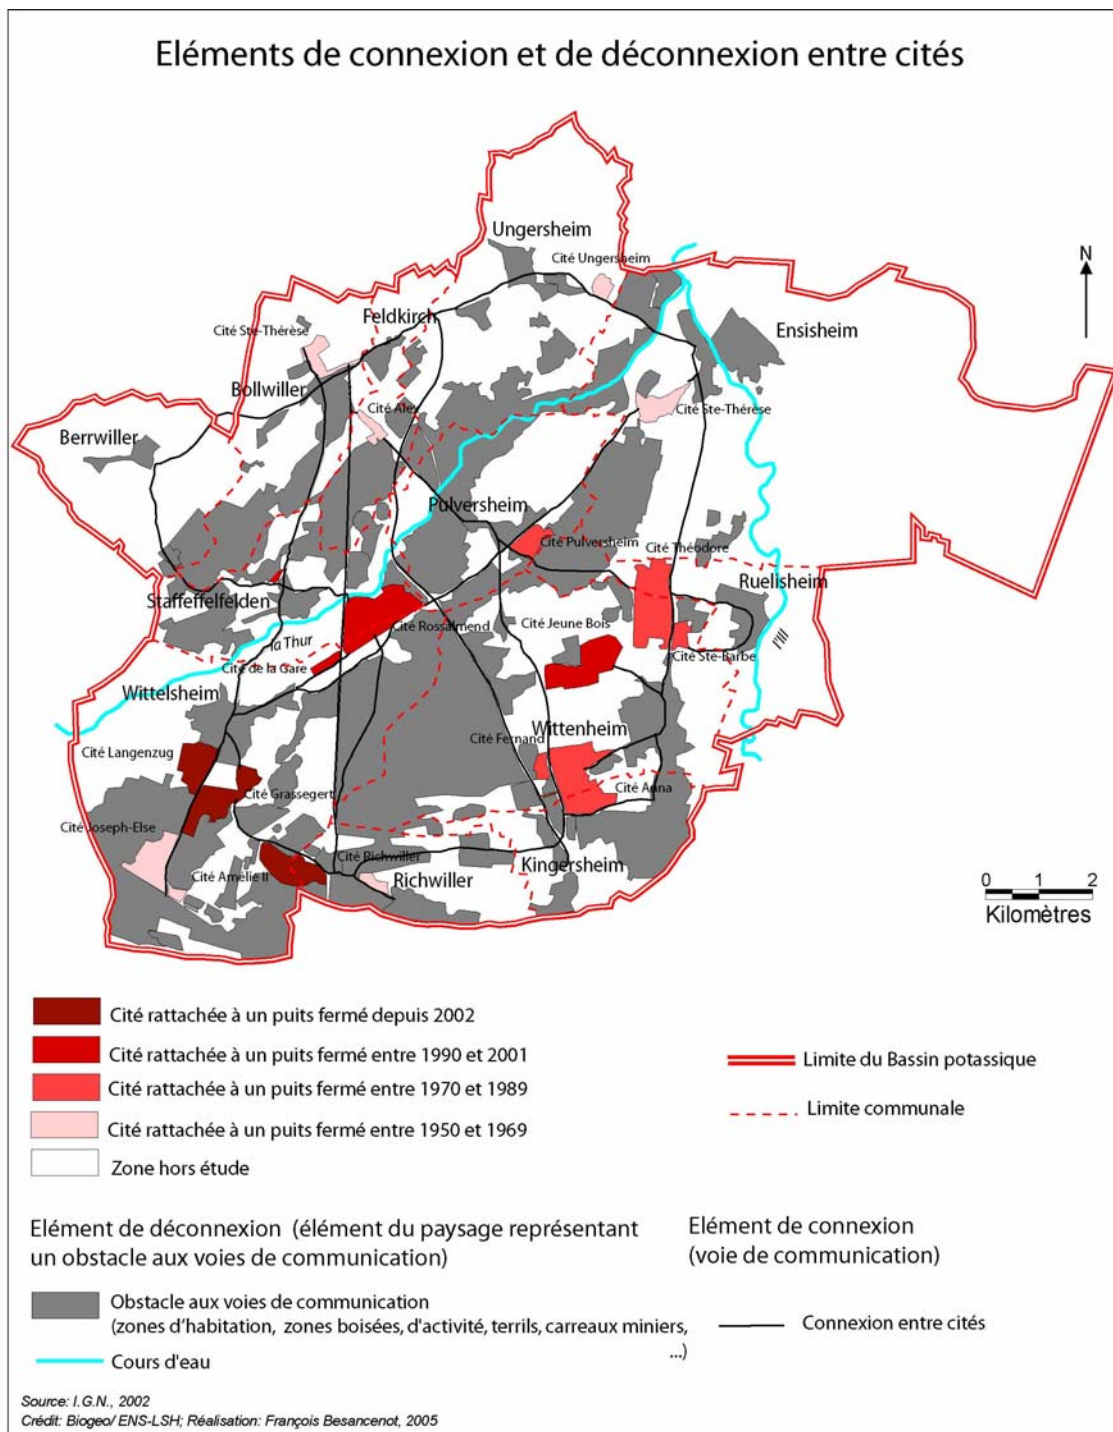 Eléments de connexion et de déconnexion entre cités
Ungersheim
Cité Ungersheim
N
Feldkirch
Cité Ste-Thérèse
Ensisheim
Bollwiller
Cité Alex
Cité Ste-Thérèse
Berrwiller
Pulversheim
Cité Pulversheim
Cité Théodore
Ruelisheim
Staffeffelfelden
Cité Rossalmend
Cité Jeune Bois
la Thur
l'Ill
Cité de la Gare
Cité Ste-Barbe
Wittelsheim
Wittenheim
Cité Fernand
Cité Langenzug
Cité Grassegert
Cité Anna
Cité Joseph-Else
Cité Richwiller
Kingersheim
Cité Amélie II
Richwiller
0 1 2
Kilomètres
Cité rattachée à un puits fermé depuis 2002
Cité rattachée à un puits fermé entre 1990 et 2001
Cité rattachée à un puits fermé entre 1970 et 1989
Cité rattachée à un puits fermé entre 1950 et 1969
Zone hors étude
Limite du Bassin potassique
Limite communale
Elément de déconnexion (élément du paysage représentant
un obstacle aux voies de communication)
Elément de connexion
(voie de communication)
Obstacle aux voies de communication
(zones d'habitation, zones boisées, d'activité, terrils, carreaux miniers,
...)
Connexion entre cités
Cours d'eau
Source: I.G.N., 2002
Crédit: Biogeo/ ENS-LSH; Réalisation: François Besancenot, 2005